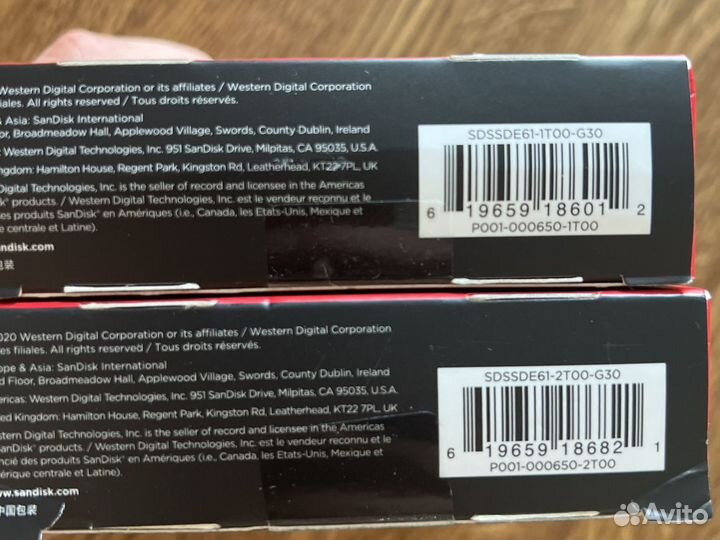 Western Digital Corporation or its affiliates / Western Digital Corporation
iliales. All rights reserved / Tous droits réservés.
& Asia: SanDisk International
or, Broadmeadow Hall, Applewood Village, Swords, County Dublin, Ireland
: Western Digital Technologies, Inc. 951 SanDisk Drive, Milpitas, CA 95035, U.S.A.
ngdom: Hamilton House, Regent Park, Kingston Rd, Leatherhead, KT22 7PL, UK
Digital Technologies, Inc. is the seller of record and licensee in the Americas
sk® products. / Western Digital Technologies, Inc. est le vendeur reconnu et le
des produits SanDisk® en Amériques (i.e., Canada, les Etats-Unis, Mexique et
e centrale et Latine).
andisk.com
包装
SDSSDE61-1T00-G30
6 19659 18601 2
P001-000650-1T00
020 Western Digital Corporation or its affiliates / Western Digital Corporation
es filiales. All rights reserved / Tous droits réservés.
ope & Asia: SanDisk International
d Floor, Broadmeadow Hall, Applewood Village, Swords, County Dublin, Ireland
ericas: Western Digital Technologies, Inc. 951 SanDisk Drive, Milpitas, CA 95035, U.S.A.
ted Kingdom: Hamilton House, Regent Park, Kingston Rd, Leatherhead, KT22 7PL, UK
stern Digital Technologies, Inc. is the seller of record and licensee in the Americas
SanDisk® products. / Western Digital Technologies, Inc. est le vendeur reconnu et le
ncié des produits SanDisk® en Amériques (i.e., Canada, les Etats-Unis, Mexique et
érique centrale et Latine).
w.sandisk.com
中国包装
SDSSDE61-2T00-G30
6 19659 18682 1
P001-000650-2T00
Avito